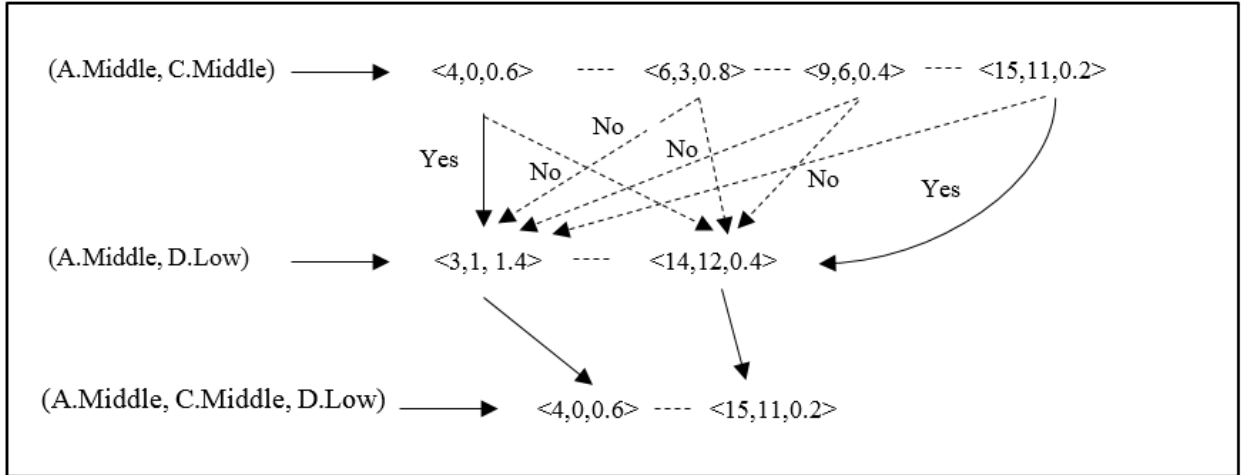 (A.Middle, C.Middle) <4,0,0.6> ---- <6,3,0.8> ---- <9,6,0.4> ---- <15,11,0.2>
No
Yes No No No Yes
(A.Middle, D.Low) <3,1, 1.4> ---- <14,12,0.4>
(A.Middle, C.Middle, D.Low) <4,0,0.6> ---- <15,11,0.2>